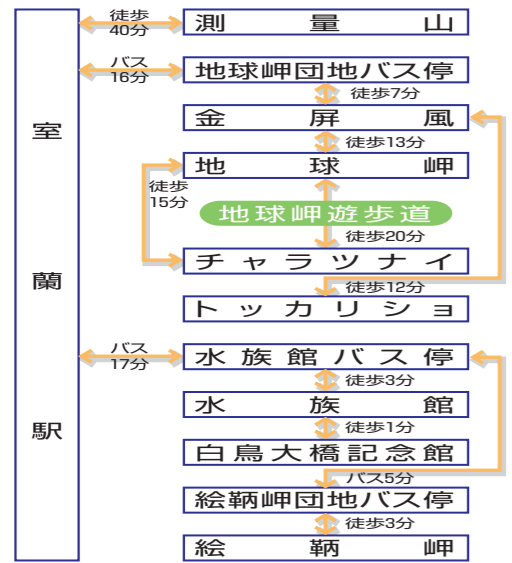 室蘭駅
徒歩
40分
測量山
バス
16分
地球岬団地バス停
徒歩7分
金屏風
徒歩13分
地球岬
徒歩
15分
地球岬遊歩道
徒歩20分
チャラツナイ
徒歩12分
トッカリショ
バス
17分
水族館バス停
徒歩3分
水族館
徒歩1分
白鳥大橋記念館
バス5分
絵鞆岬団地バス停
徒歩3分
絵鞆岬